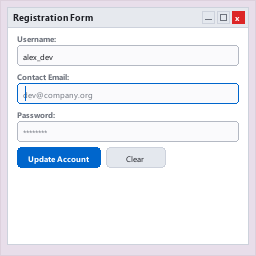 Registration Form
x
Username:
alex_dev
Contact Email:
dev@company.org
Password:
********
Update Account
Clear